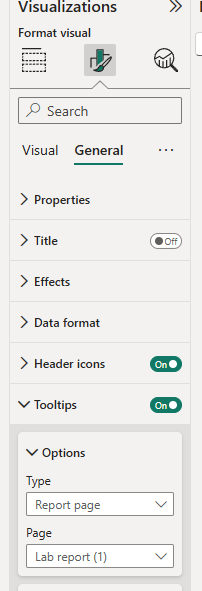 Visualizations
Format visual
Search
Visual General ...
Properties
Title Off
Effects
Data format
Header icons On
Tooltips On
Options
Type
Report page
Page
Lab report (1)